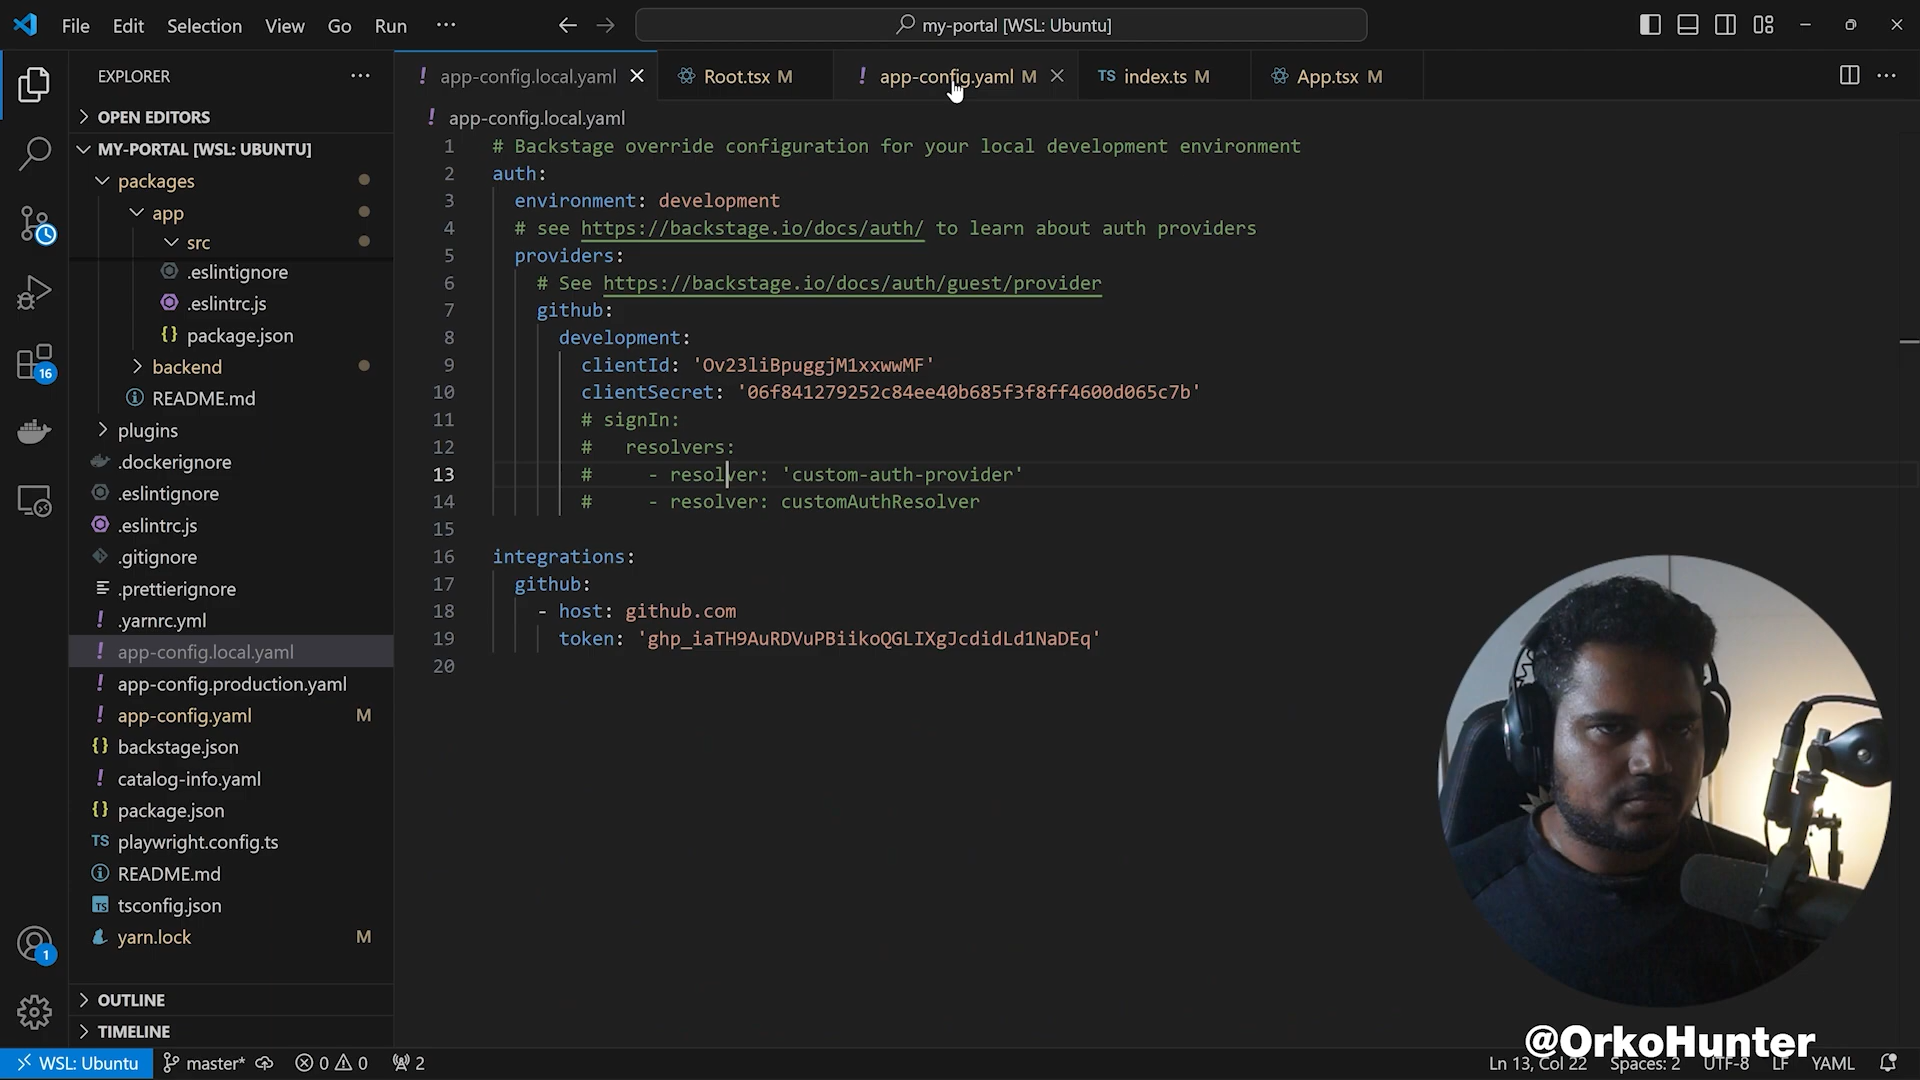 File Edit Selection View Go Run ···
my-portal [WSL: Ubuntu]
EXPLORER
OPEN EDITORS
MY-PORTAL [WSL: UBUNTU]
packages
app
src
.eslintignore
.eslintrc.js
package.json
backend
README.md
plugins
.dockerignore
.eslintignore
.eslintrc.js
.gitignore
.prettierignore
.yarnrc.yml
app-config.local.yaml
app-config.production.yaml
app-config.yaml M
backstage.json
catalog-info.yaml
package.json
playwright.config.ts
README.md
tsconfig.json
yarn.lock M
OUTLINE
TIMELINE
16
1
app-config.local.yaml Root.tsx M app-config.yaml M TS index.ts M App.tsx M
app-config.local.yaml
1 # Backstage override configuration for your local development environment
2 auth:
3 environment: development
4 # see https://backstage.io/docs/auth/ to learn about auth providers
5 providers:
6 # See https://backstage.io/docs/auth/guest/provider
7 github:
8 development:
9 clientId: 'Ov23liBpuggjM1xxwwMF'
10 clientSecret: '06f841279252c84ee40b685f3f8ff4600d065c7b'
11 # signIn:
12 # resolvers:
13 # - resolver: 'custom-auth-provider'
14 # - resolver: customAuthResolver
15
16 integrations:
17 github:
18 - host: github.com
19 token: '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'
20
@OrkoHunter
WSL: Ubuntu master* 0 0 2 Ln 13, Col 22 Spaces: 2 UTF-8 LF YAML